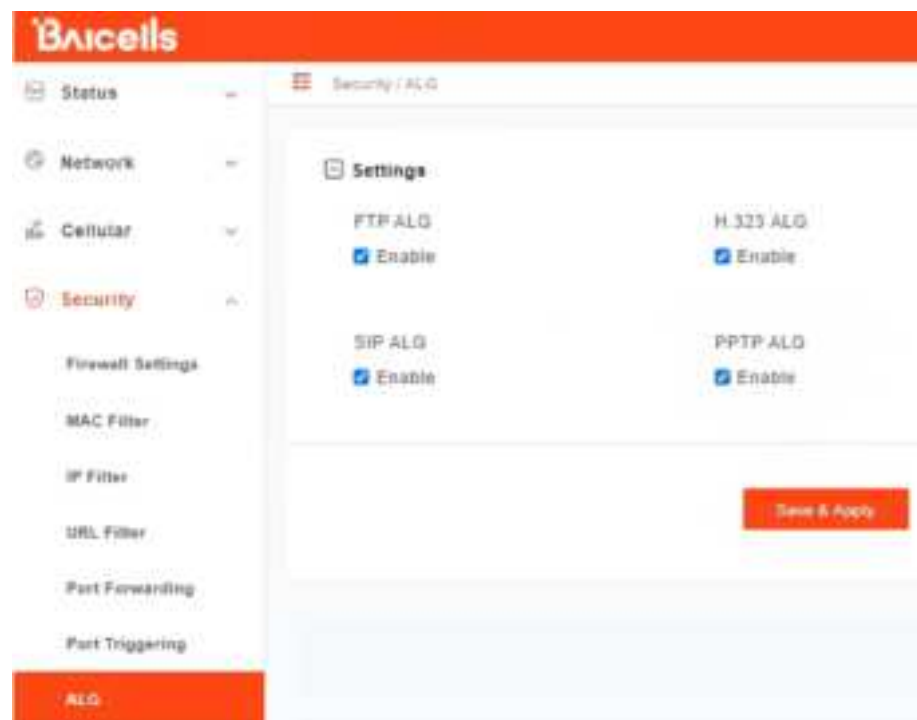 BAICELLS
Status
Security / ALG
Network
Settings
Cellular
FTP ALG
H.323 ALG
Enable
Enable
Security
SIP ALG
PPTP ALG
Firewall Settings
Enable
Enable
MAC Filter
IP Filter
Save & Apply
URL Filter
Port Forwarding
Port Triggering
ALG